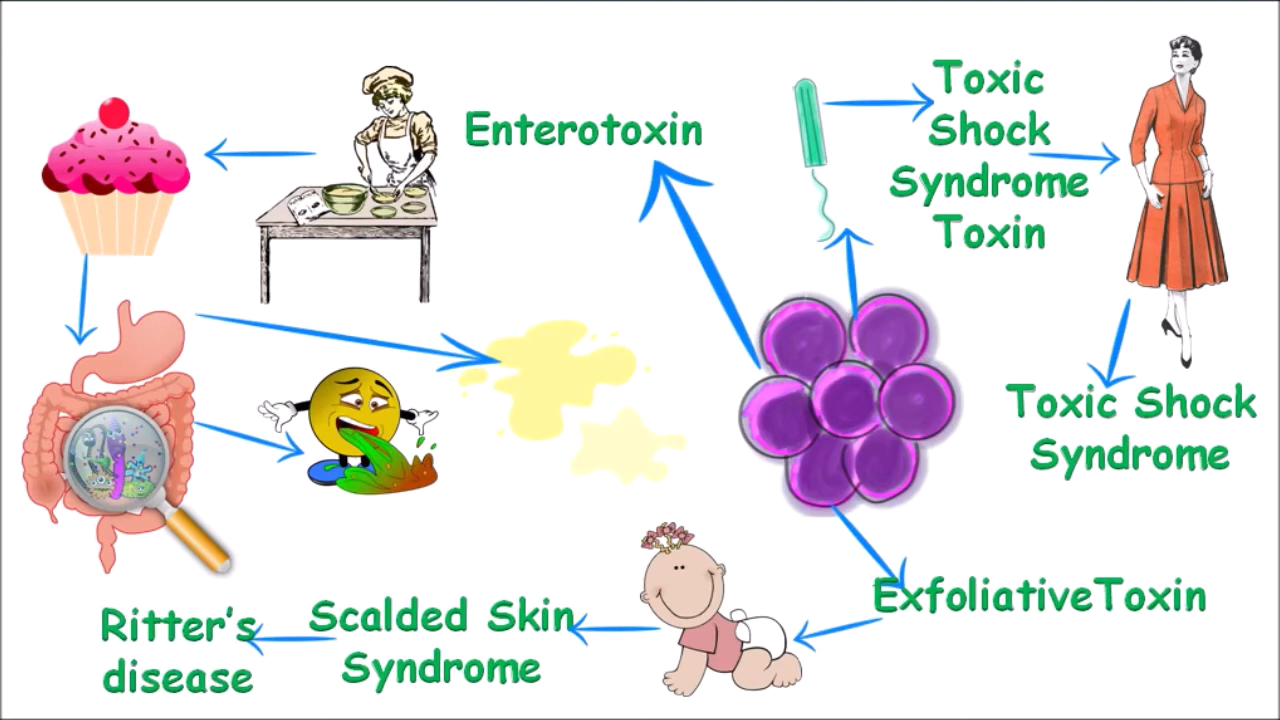 Enterotoxin
Toxic
Shock
Syndrome
Toxin
Toxic Shock
Syndrome
ExfoliativeToxin
Scalded Skin
Syndrome
Ritter's
disease